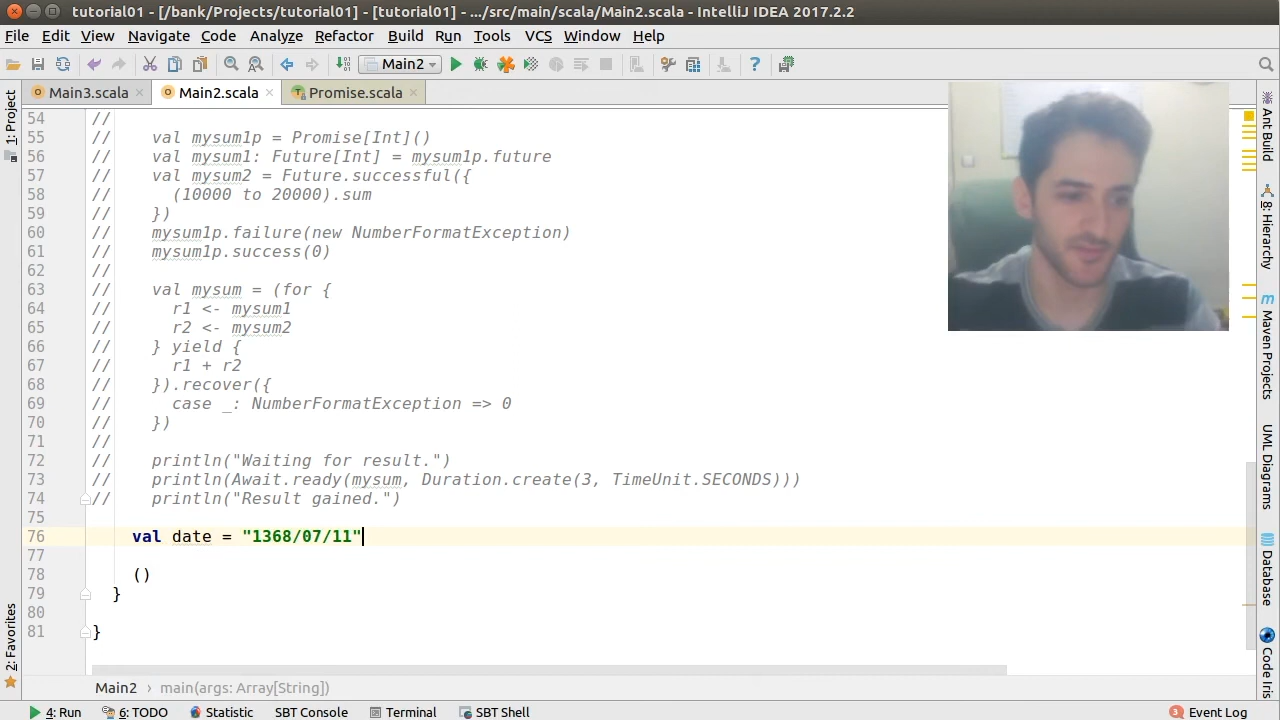 tutorial01 - [/bank/Projects/tutorial01] - [tutorial01] - .../src/main/scala/Main2.scala - IntelliJ IDEA 2017.2.2
File Edit View Navigate Code Analyze Refactor Build Run Tools VCS Window Help
Main2
Main3.scala Main2.scala Promise.scala
1: Project
54 //
55 // val mysum1p = Promise[Int]()
56 // val mysum1: Future[Int] = mysum1p.future
57 // val mysum2 = Future.successful({
58 // (10000 to 20000).sum
59 // })
60 // mysum1p.failure(new NumberFormatException)
61 // mysum1p.success(0)
62 //
63 // val mysum = (for {
64 // r1 <- mysum1
65 // r2 <- mysum2
66 // } yield {
67 // r1 + r2
68 // }).recover({
69 // case _: NumberFormatException => 0
70 // })
71 //
72 // println("Waiting for result.")
73 // println(Await.ready(mysum, Duration.create(3, TimeUnit.SECONDS)))
74 // println("Result gained.")
75
76 val date = "1368/07/11"
77
78 ()
79 }
80
81 }
2: Favorites
Ant Build
8: Hierarchy
m Maven Projects
UML Diagrams
Database
Code Iris
Main2 › main(args: Array[String])
4: Run 6: TODO Statistic SBT Console Terminal SBT Shell 3 Event Log